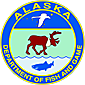 ALASKA
DEPARTMENT OF FISH AND GAME